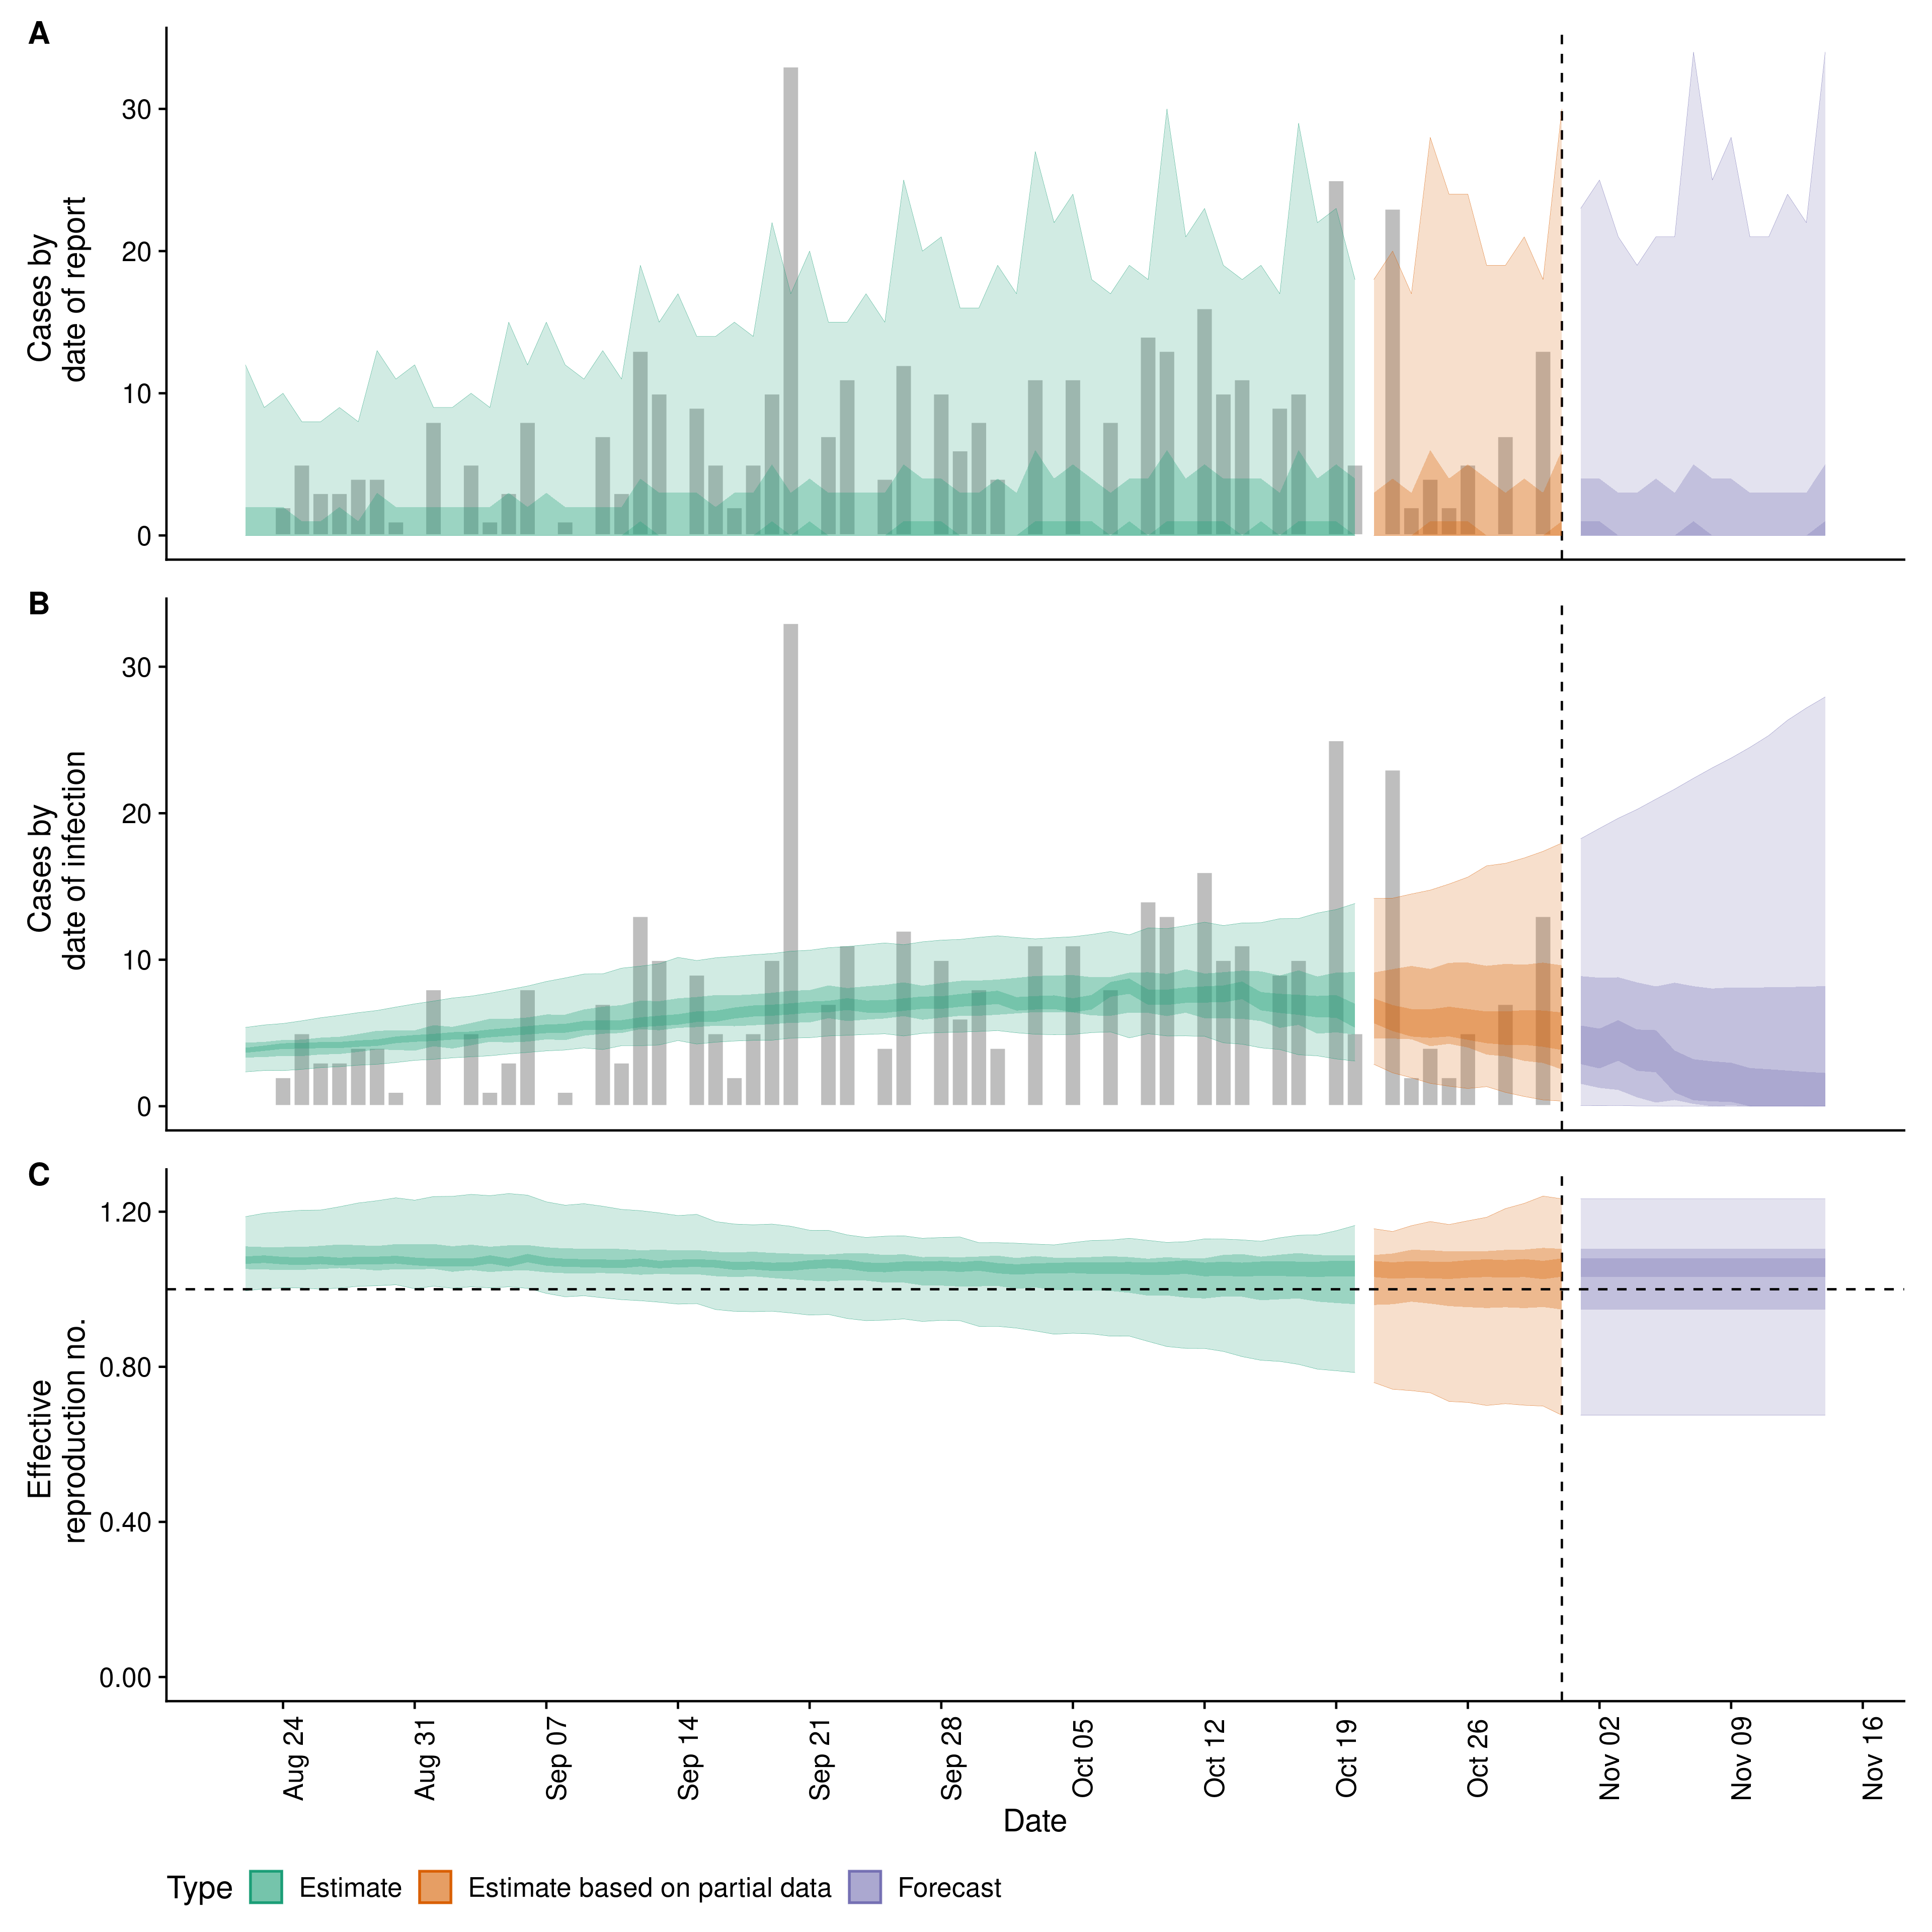 A
Cases by
date of report
30
20
10
0
B
Cases by
date of infection
30
20
10
0
C
Effective
reproduction no.
1.20
0.80
0.40
0.00
Aug 24
Aug 31
Sep 07
Sep 14
Sep 21
Sep 28
Oct 05
Oct 12
Oct 19
Oct 26
Nov 02
Nov 09
Nov 16
Date
Type Estimate Estimate based on partial data Forecast